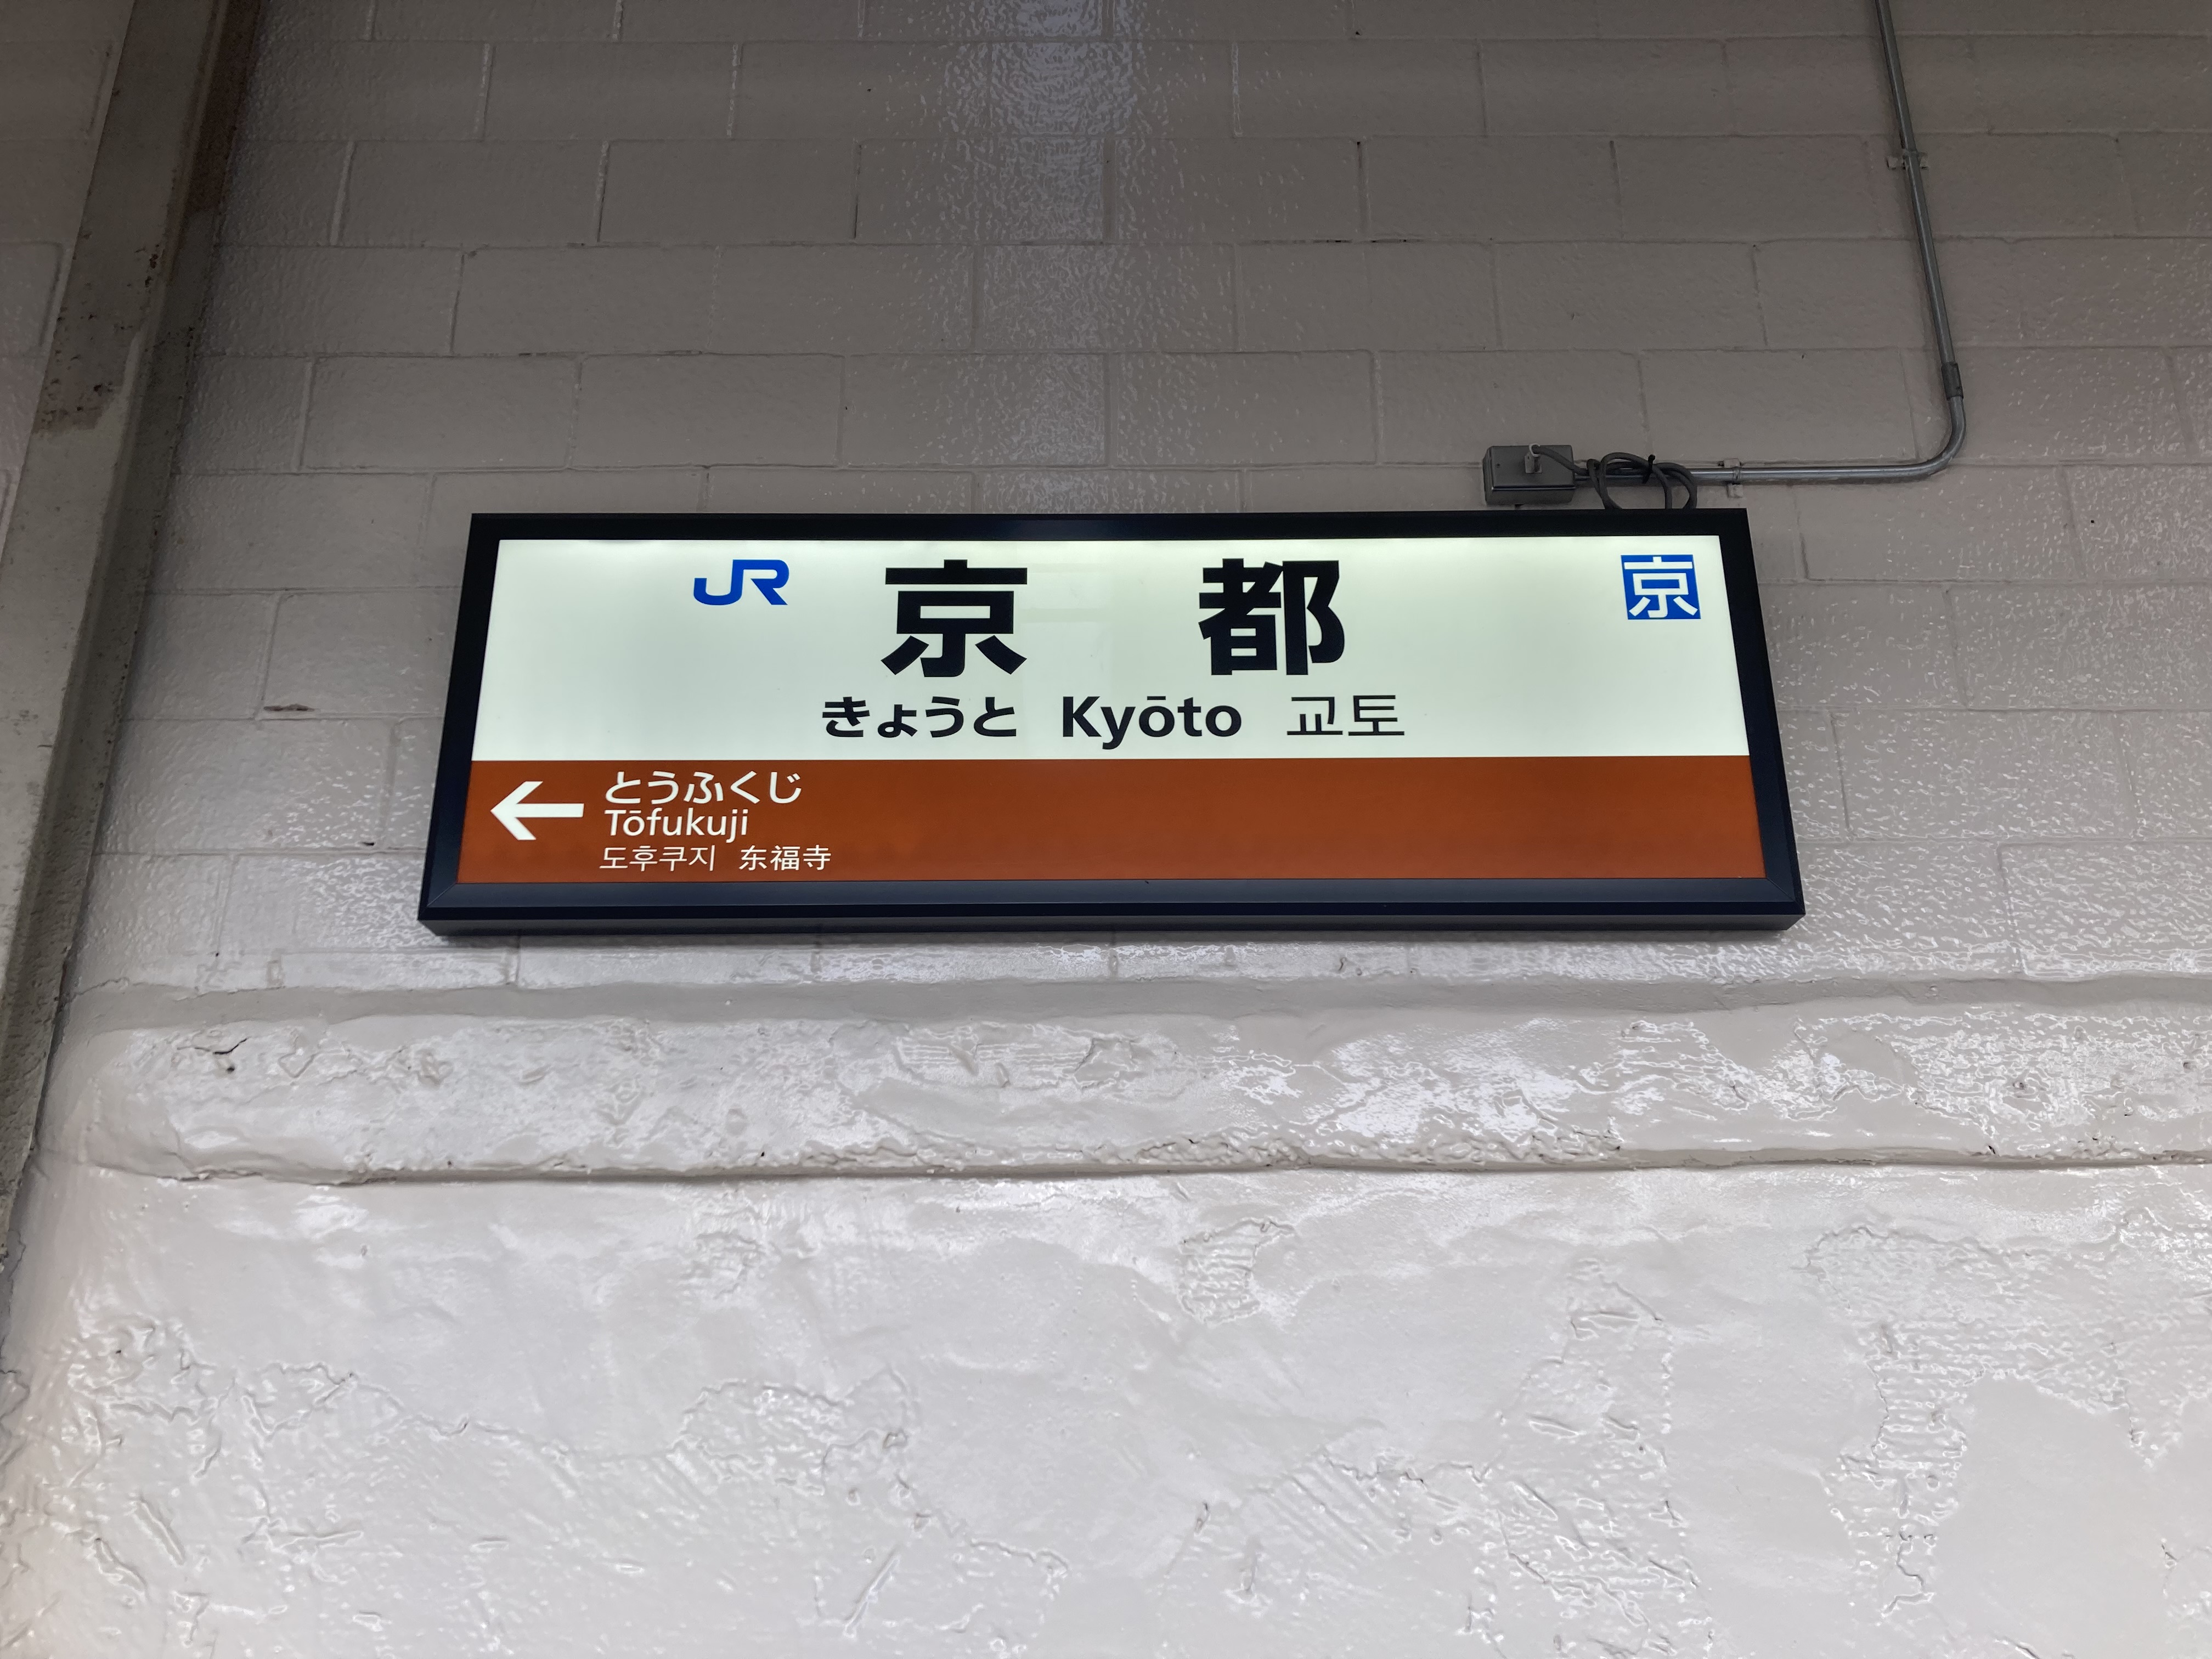 JR 京都 京
きょうと Kyōto 교토
とうふくじ
Tōfukuji
도후쿠지 东福寺